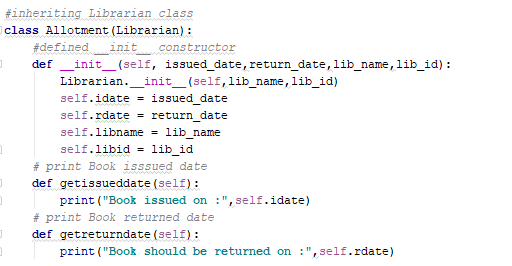 #inheriting Librarian class
class Allotment(Librarian):
    #defined __init__ constructor
    def __init__(self, issued_date,return_date,lib_name,lib_id):
        Librarian.__init__(self,lib_name,lib_id)
        self.idate = issued_date
        self.rdate = return_date
        self.libname = lib_name
        self.libid = lib_id
    # print Book isssued date
    def getissueddate(self):
        print("Book issued on :",self.idate)
    # print Book returned date
    def getreturndate(self):
        print("Book should be returned on :",self.rdate)